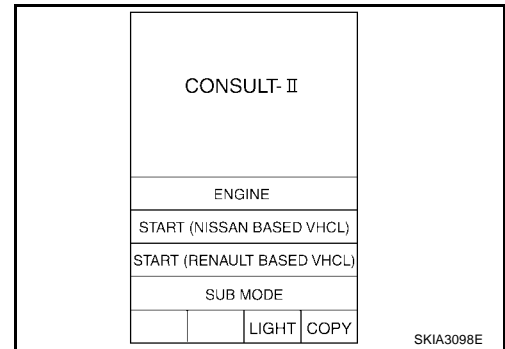 CONSULT-Ⅱ
ENGINE
START (NISSAN BASED VHCL)
START (RENAULT BASED VHCL)
SUB MODE
LIGHT COPY
SKIA3098E